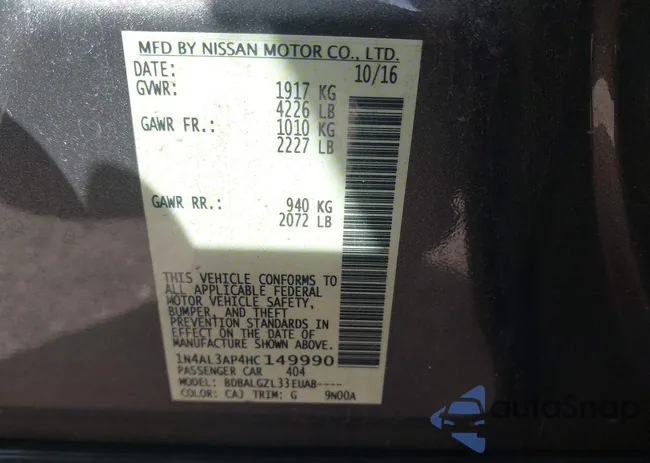 MFD BY NISSAN MOTOR CO., LTD.
DATE: 10/16
GVWR: 1917 KG
4226 LB
GAWR FR.: 1010 KG
2227 LB
GAWR RR.: 940 KG
2072 LB
THIS VEHICLE CONFORMS TO
ALL APPLICABLE FEDERAL
MOTOR VEHICLE SAFETY,
BUMPER, AND THEFT
PREVENTION STANDARDS IN
EFFECT ON THE DATE OF
MANUFACTURE SHOWN ABOVE.
1N4AL3AP4HC149990
PASSENGER CAR 404
MODEL: BDBALGZL33EUAB----
COLOR: CAJ TRIM: G 9N00A
autoSnap